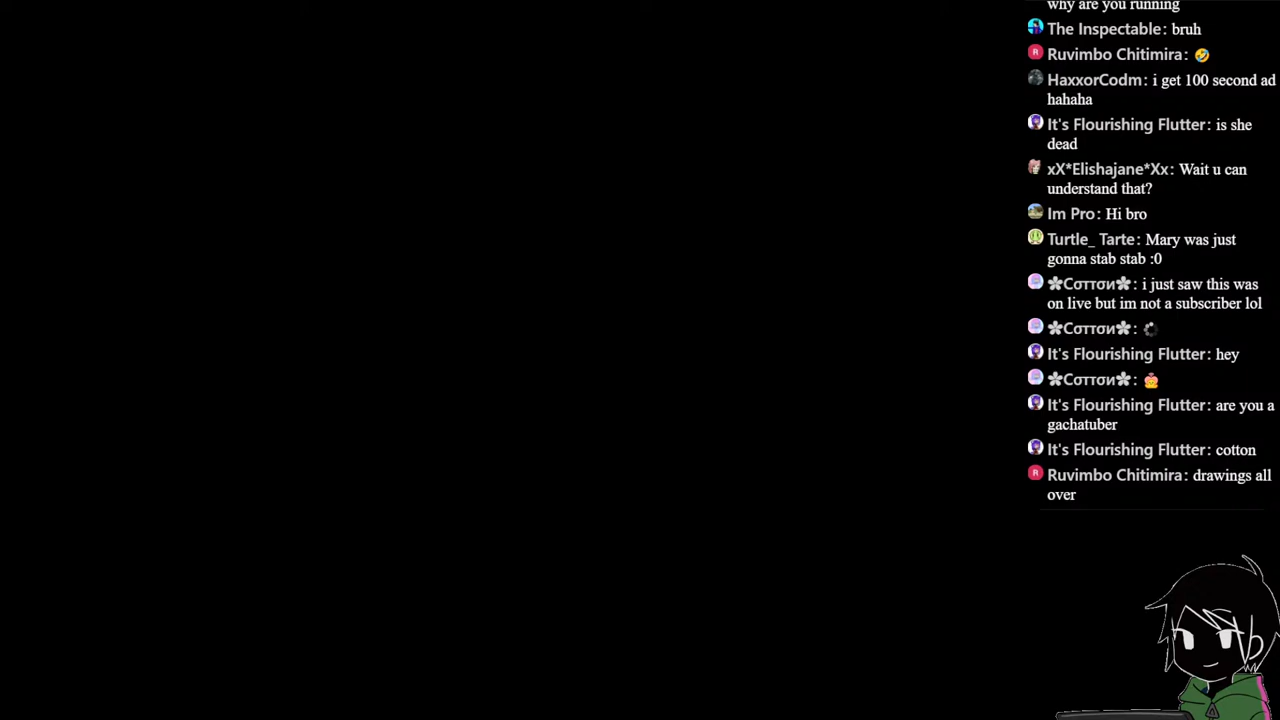 why are you running
The Inspectable: bruh
Ruvimbo Chitimira: 🤣
HaxxorCodm: i get 100 second ad
hahaha
It's Flourishing Flutter: is she
dead
xX*Elishajane*Xx: Wait u can
understand that?
Im Pro: Hi bro
Turtle_ Tarte: Mary was just
gonna stab stab :0
✽Cσττσи✽: i just saw this was
on live but im not a subscriber lol
✽Cσττσи✽:
It's Flourishing Flutter: hey
✽Cσττσи✽:
It's Flourishing Flutter: are you a
gachatuber
It's Flourishing Flutter: cotton
Ruvimbo Chitimira: drawings all
over